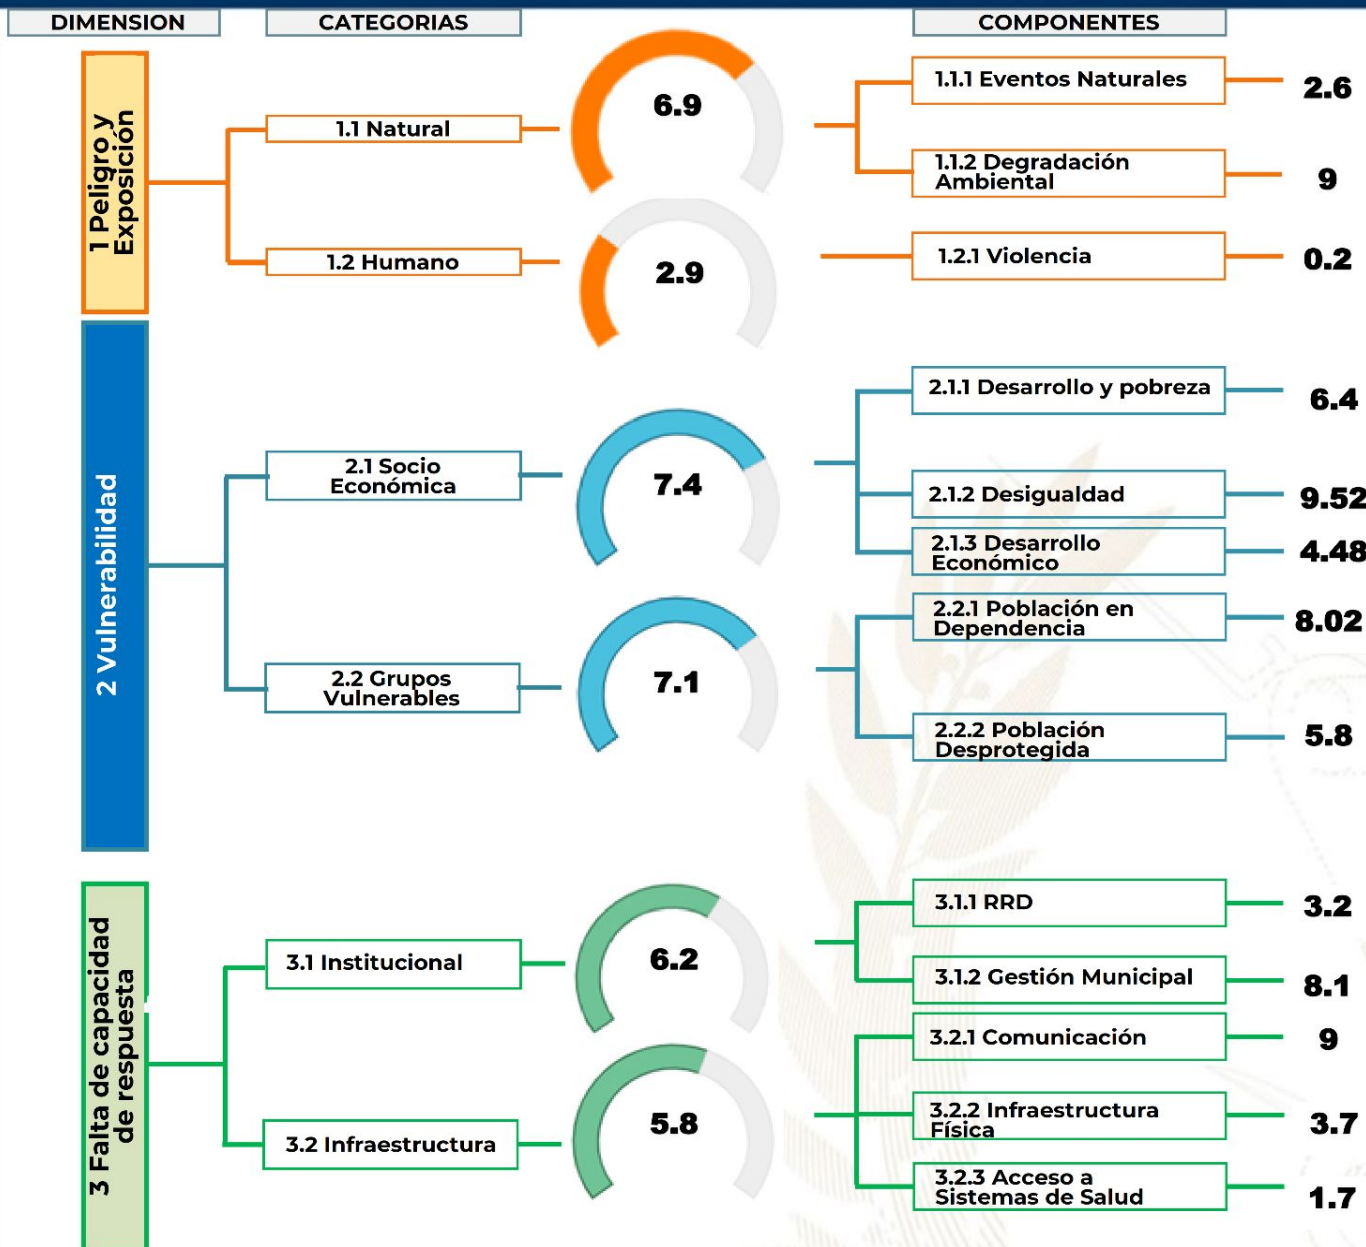 DIMENSION
CATEGORIAS
COMPONENTES
1 Peligro y
Exposición
1.1 Natural
6.9
1.1.1 Eventos Naturales
2.6
1.1.2 Degradación
Ambiental
9
1.2 Humano
2.9
1.2.1 Violencia
0.2
2 Vulnerabilidad
2.1 Socio
Económica
7.4
2.1.1 Desarrollo y pobreza
6.4
2.1.2 Desigualdad
9.52
2.1.3 Desarrollo
Económico
4.48
2.2 Grupos
Vulnerables
7.1
2.2.1 Población en
Dependencia
8.02
2.2.2 Población
Desprotegida
5.8
3 Falta de capacidad
de respuesta
3.1 Institucional
6.2
3.1.1 RRD
3.2
3.1.2 Gestión Municipal
8.1
3.2 Infraestructura
5.8
3.2.1 Comunicación
9
3.2.2 Infraestructura
Física
3.7
3.2.3 Acceso a
Sistemas de Salud
1.7